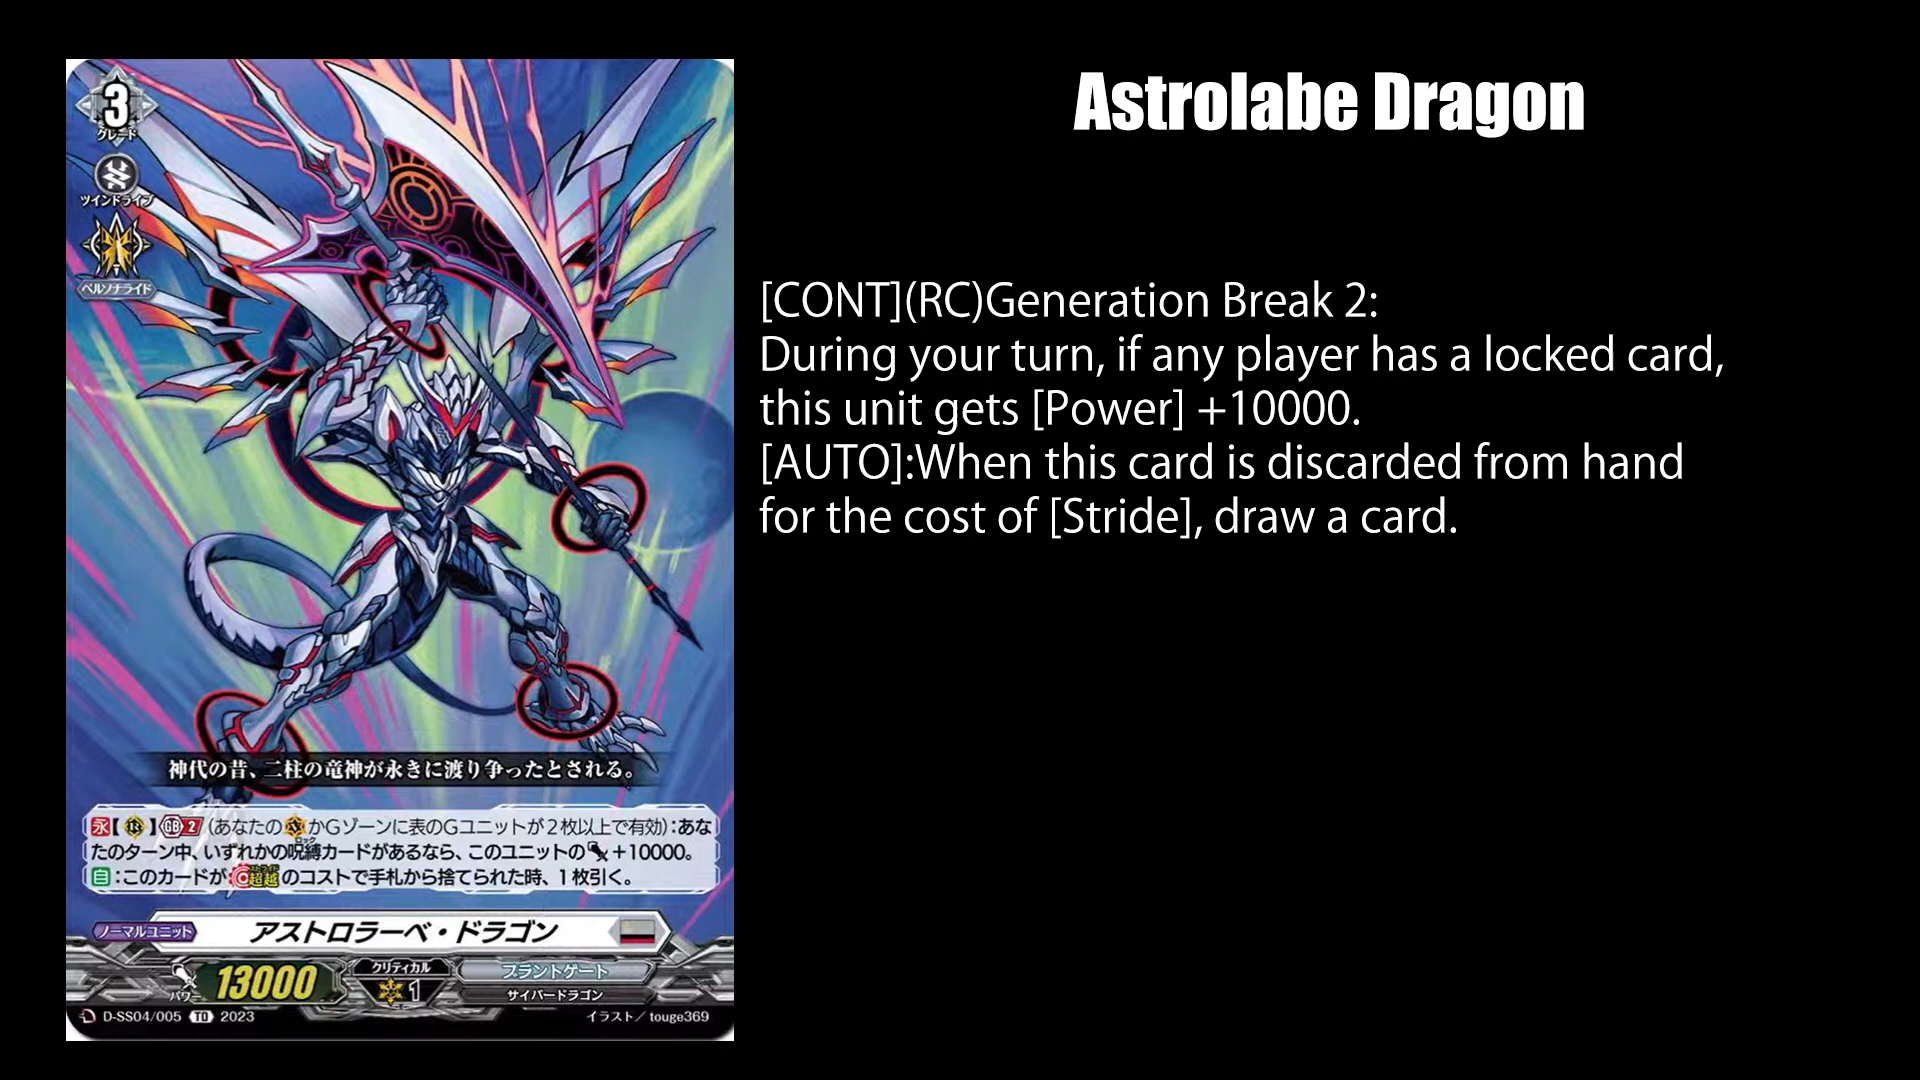 3
グレード
ツインドライブ
ペルソナライド
Astrolabe Dragon
[CONT](RC)Generation Break 2:
During your turn, if any player has a locked card,
this unit gets [Power] +10000.
[AUTO]:When this card is discarded from hand
for the cost of [Stride], draw a card.
神代の昔、二柱の竜神が永きに渡り争ったとされる。
永【R】GB2(あなたのVかGゾーンに表のGユニットが2枚以上で有効):あな
たのターン中、いずれかの呪縛カードがあるなら、このユニットの+10000。
自:このカードがG超越のコストで手札から捨てられた時、1枚引く。
ノーマルユニット
アストロラーベ・ドラゴン
パワー 13000
クリティカル
1
ブラントゲート
サイバードラゴン
D-SS04/005 TD 2023
イラスト/touge369